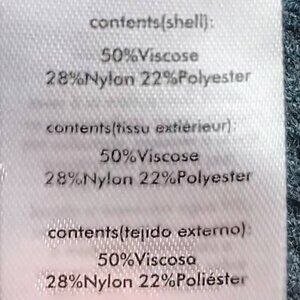 contents(shell):
50%Viscose
28%Nylon 22%Polyester
contents(tissu extérieur):
50%Viscose
28%Nylon 22%Polyester
contents(tejido externo):
50%Viscosa
28%Nylon 22%Poliéster